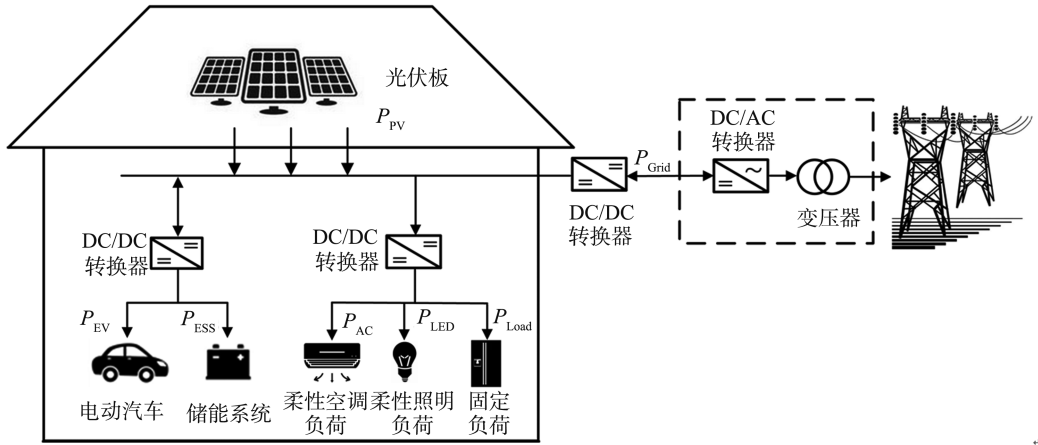 光伏板
P_PV
DC/AC
转换器
P_Grid
DC/DC
转换器
变压器
DC/DC
转换器
DC/DC
转换器
P_EV
P_ESS
P_AC
P_LED
P_Load
电动汽车
储能系统
柔性空调
负荷
柔性照明
负荷
固定
负荷